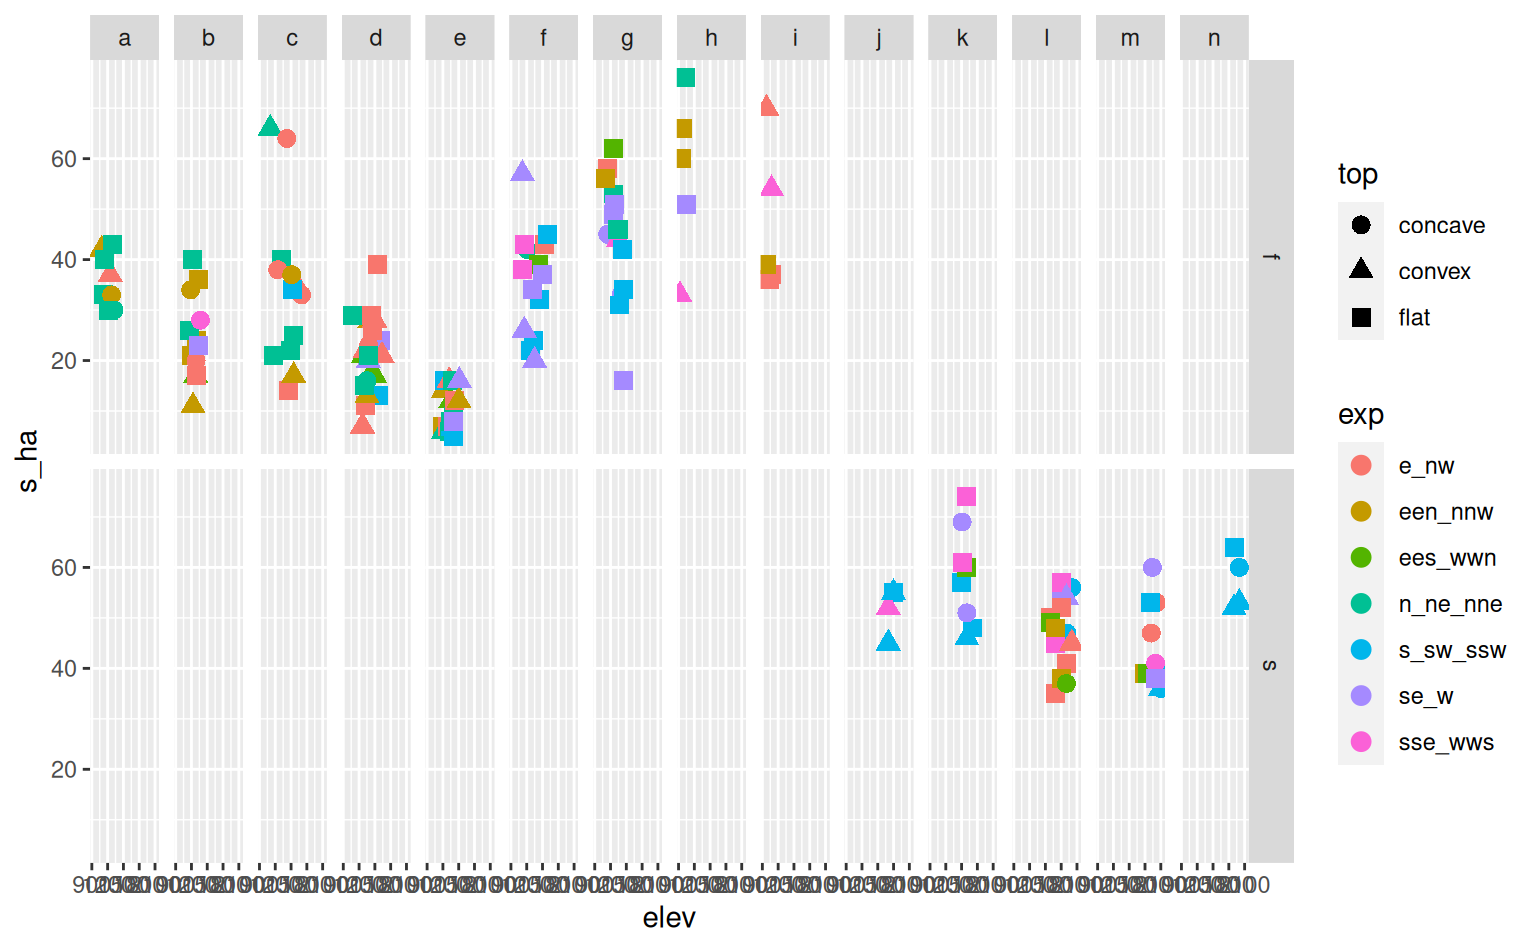 a b c d e f g h i j k l m n
f
s
60
40
20
60
40
20
s_ha
elev
top
concave
convex
flat
exp
e_nw
een_nnw
ees_wwn
n_ne_nne
s_sw_ssw
se_w
sse_wws